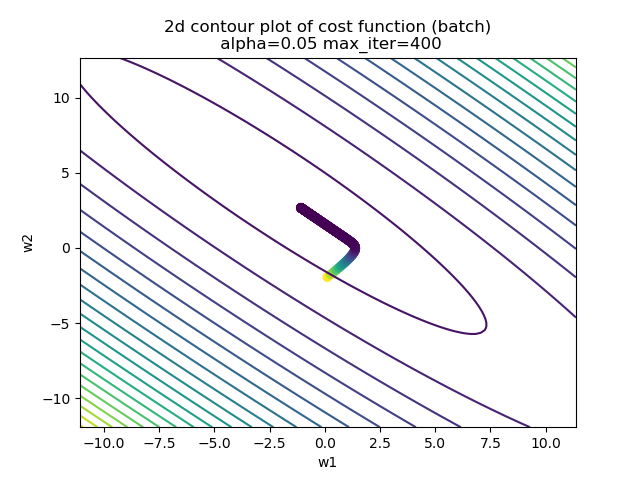 2d contour plot of cost function (batch)
alpha=0.05 max_iter=400
10
5
0
−5
−10
w2
−10.0 −7.5 −5.0 −2.5 0.0 2.5 5.0 7.5 10.0
w1